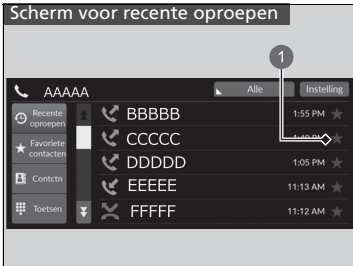 Scherm voor recente oproepen
1
AAAAA
Alle
Instelling
Recente
oproepen
Favoriete
contacten
Contctn
Toetsen
BBBBB
1:55 PM
CCCCC
DDDDD
1:05 PM
EEEEE
11:13 AM
FFFFF
11:12 AM